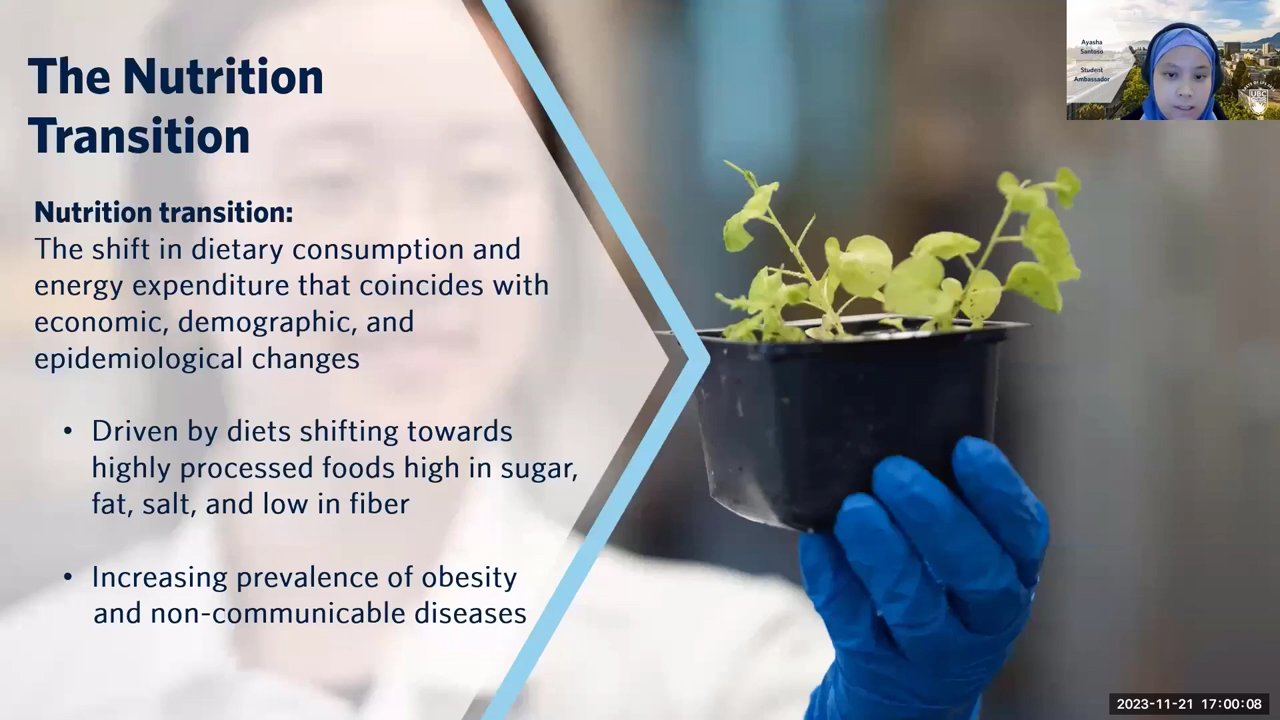 The Nutrition
Transition
Nutrition transition:
The shift in dietary consumption and
energy expenditure that coincides with
economic, demographic, and
epidemiological changes
• Driven by diets shifting towards
highly processed foods high in sugar,
fat, salt, and low in fiber
• Increasing prevalence of obesity
and non-communicable diseases
Ayasha
Santoso
Student
Ambassador
UBC
2023-11-21 17:00:08